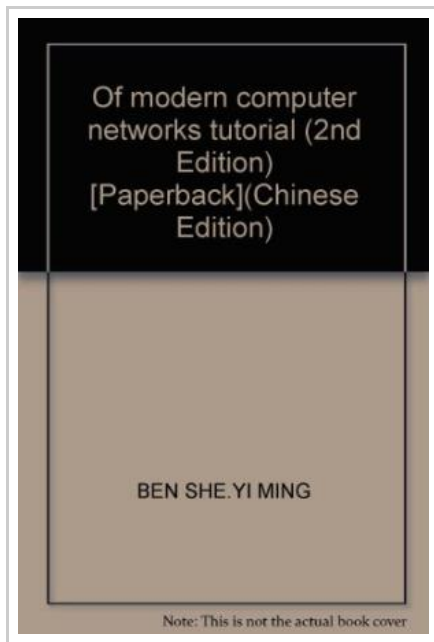 Of modern computer
networks tutorial (2nd
Edition)
[Paperback](Chinese
Edition)
BEN SHE.YI MING
Note: This is not the actual book cover